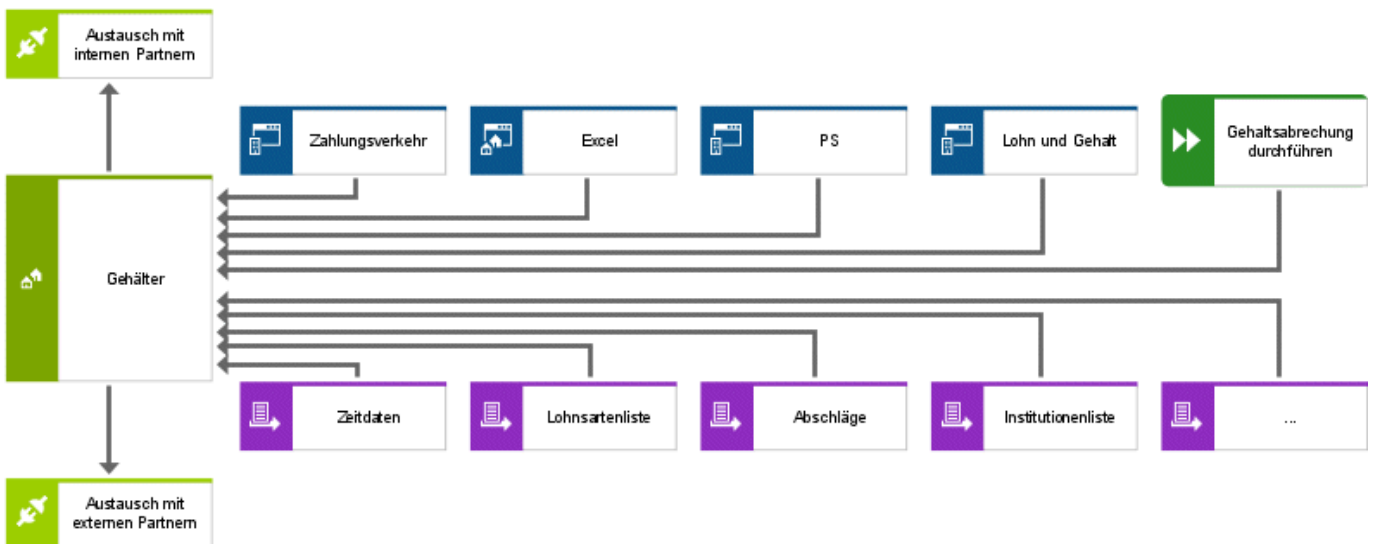 Austausch mit
internen Partnern
Zahlungsverkehr
Excel
PS
Lohn und Gehalt
Gehaltsabrechung
durchführen
Gehälter
Zeitdaten
Lohnsartenliste
Abschläge
Institutionenliste
...
Austausch mit
externen Partnern